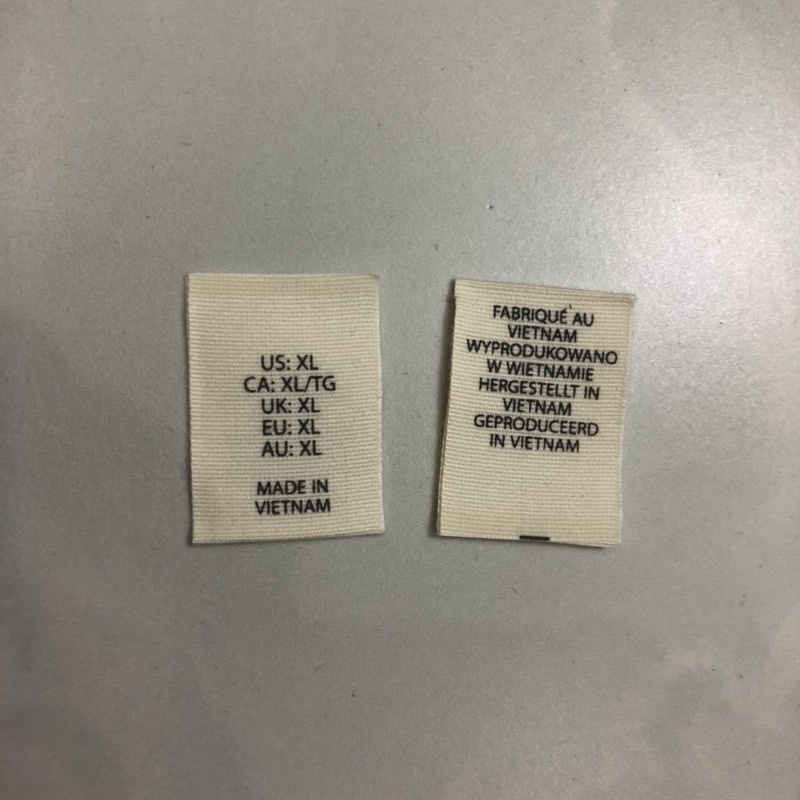 US: XL
CA: XL/TG
UK: XL
EU: XL
AU: XL
MADE IN
VIETNAM
FABRIQUÉ AU
VIETNAM
WYPRODUKOWANO
W WIETNAMIE
HERGESTELLT IN
VIETNAM
GEPRODUCEERD
IN VIETNAM